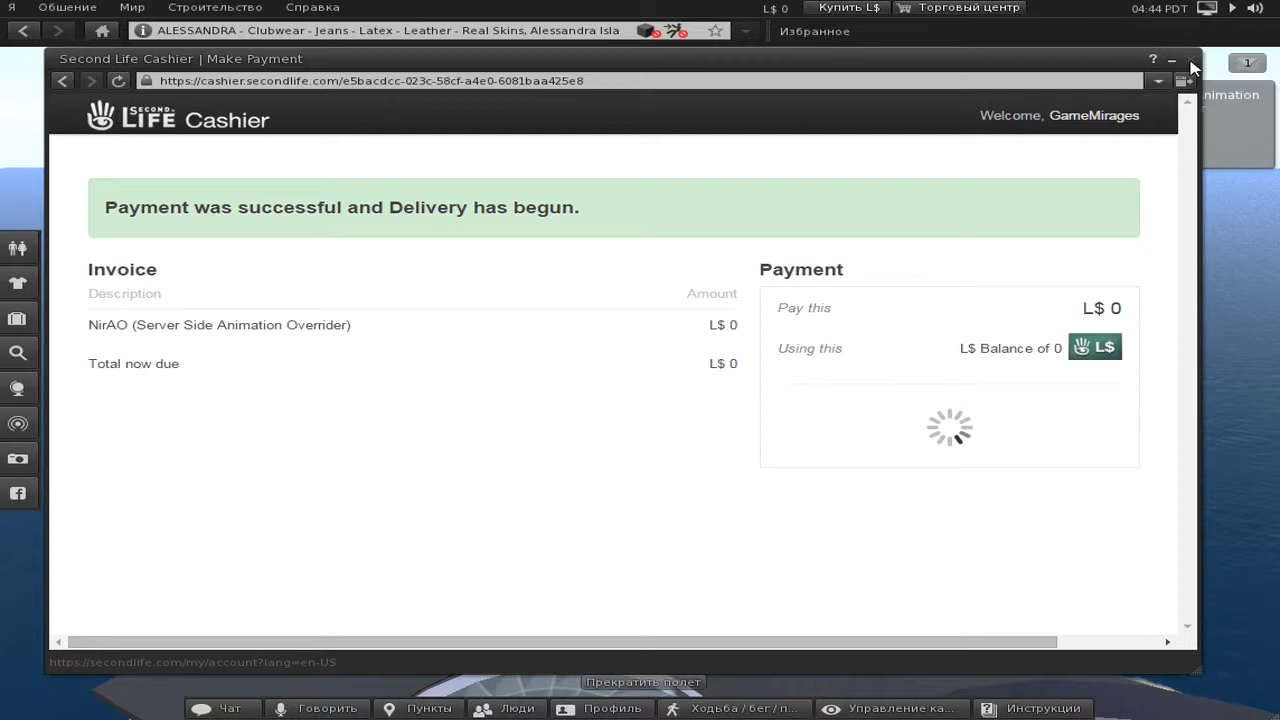 Я Общение Мир Строительство Справка L$ 0 Купить L$ Торговый центр 04:44 PDT
ALESSANDRA - Clubwear - Jeans - Latex - Leather - Real Skins, Alessandra Isla Избранное
Second Life Cashier | Make Payment ?
1
https://cashier.secondlife.com/e5bacdcc-023c-58cf-a4e0-6081baa425e8
nimation
SECOND LIFE Cashier Welcome, GameMirages
Payment was successful and Delivery has begun.
Invoice Payment
Description Amount
Pay this L$ 0
NirAO (Server Side Animation Overrider) L$ 0
Using this L$ Balance of 0 L$
Total now due L$ 0
https://secondlife.com/my/account?lang=en-US
Прекратить полет
Чат Говорить Пункты Люди Профиль Ходьба / бег / п... Управление ка... Инструкции